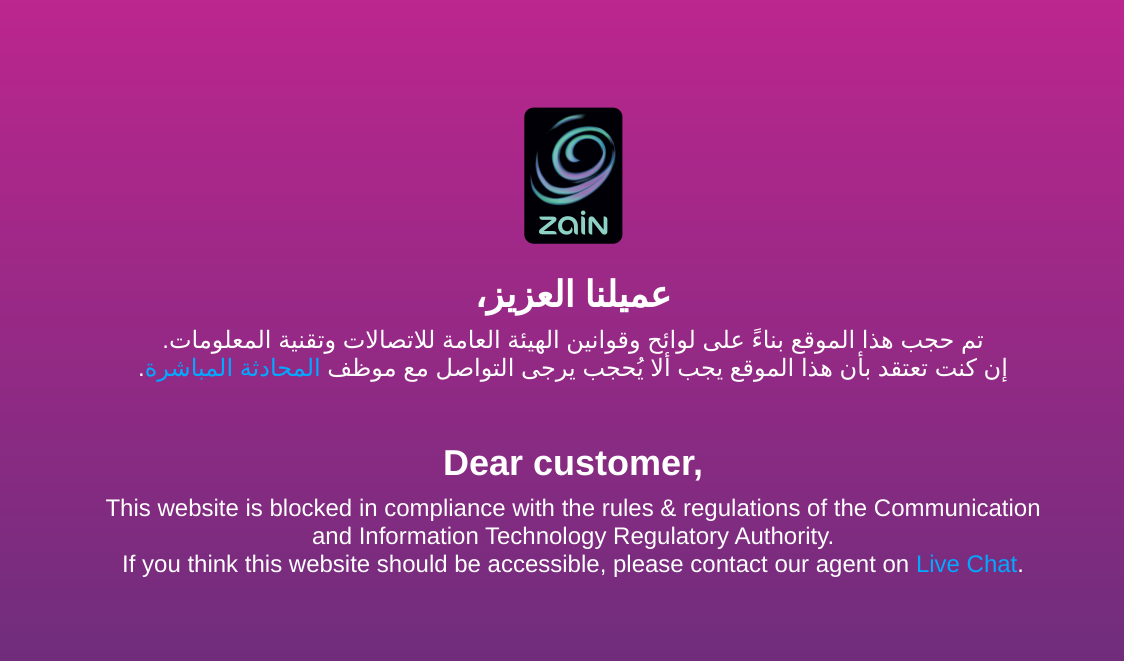 zain
عميلنا العزيز،
تم حجب هذا الموقع بناءً على لوائح وقوانين الهيئة العامة للاتصالات وتقنية المعلومات.
إن كنت تعتقد بأن هذا الموقع يجب ألا يُحجب يرجى التواصل مع موظف المحادثة المباشرة.
Dear customer,
This website is blocked in compliance with the rules & regulations of the Communication
and Information Technology Regulatory Authority.
If you think this website should be accessible, please contact our agent on Live Chat.